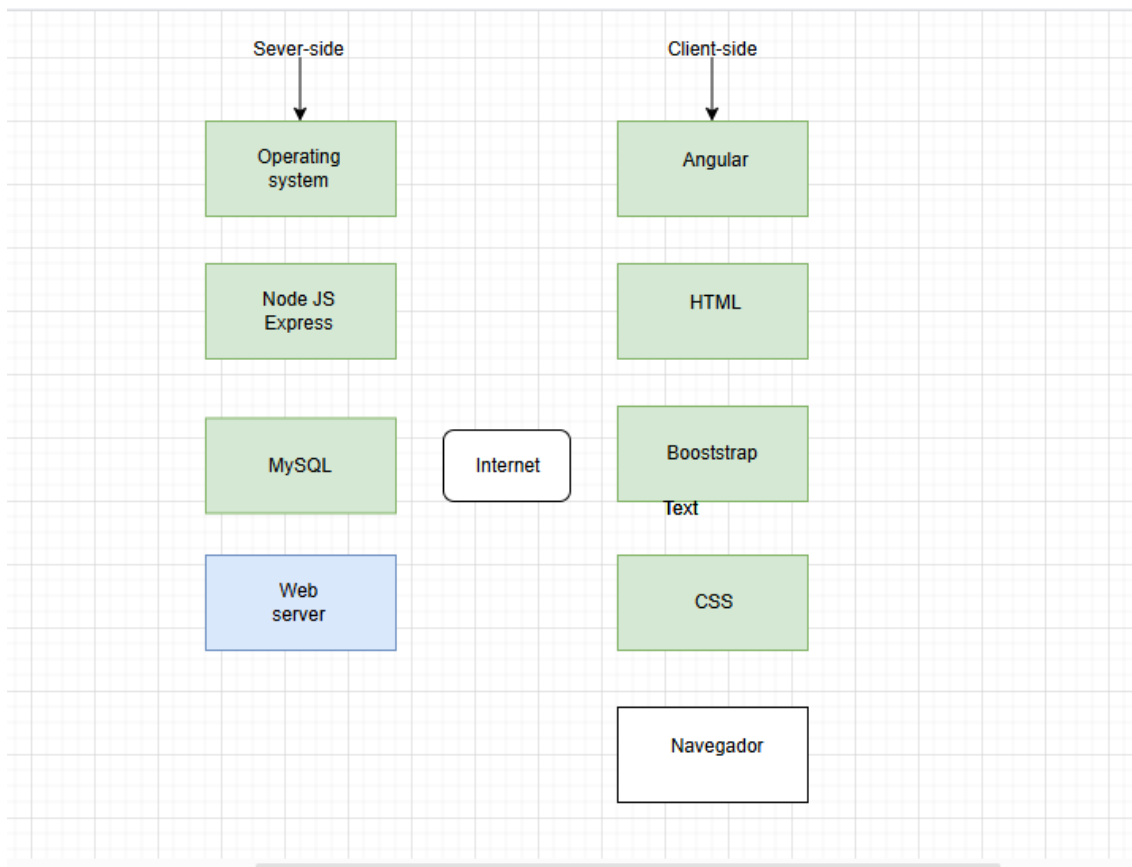 Sever-side
Client-side
Operating
system
Angular
Node JS
Express
HTML
MySQL
Internet
Booststrap
Text
Web
server
CSS
Navegador